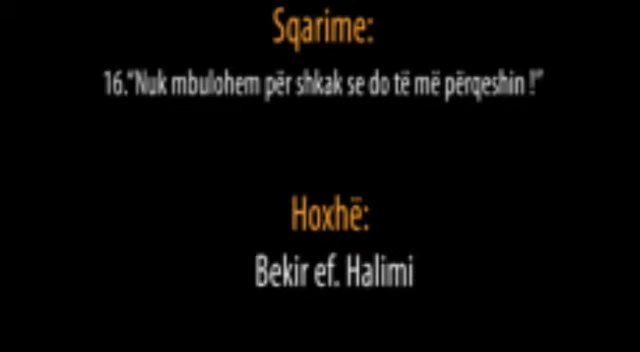 Sqarime:
16.“Nuk mbulohem për shkak se do të më përqeshin !”
Hoxhë:
Bekir ef. Halimi